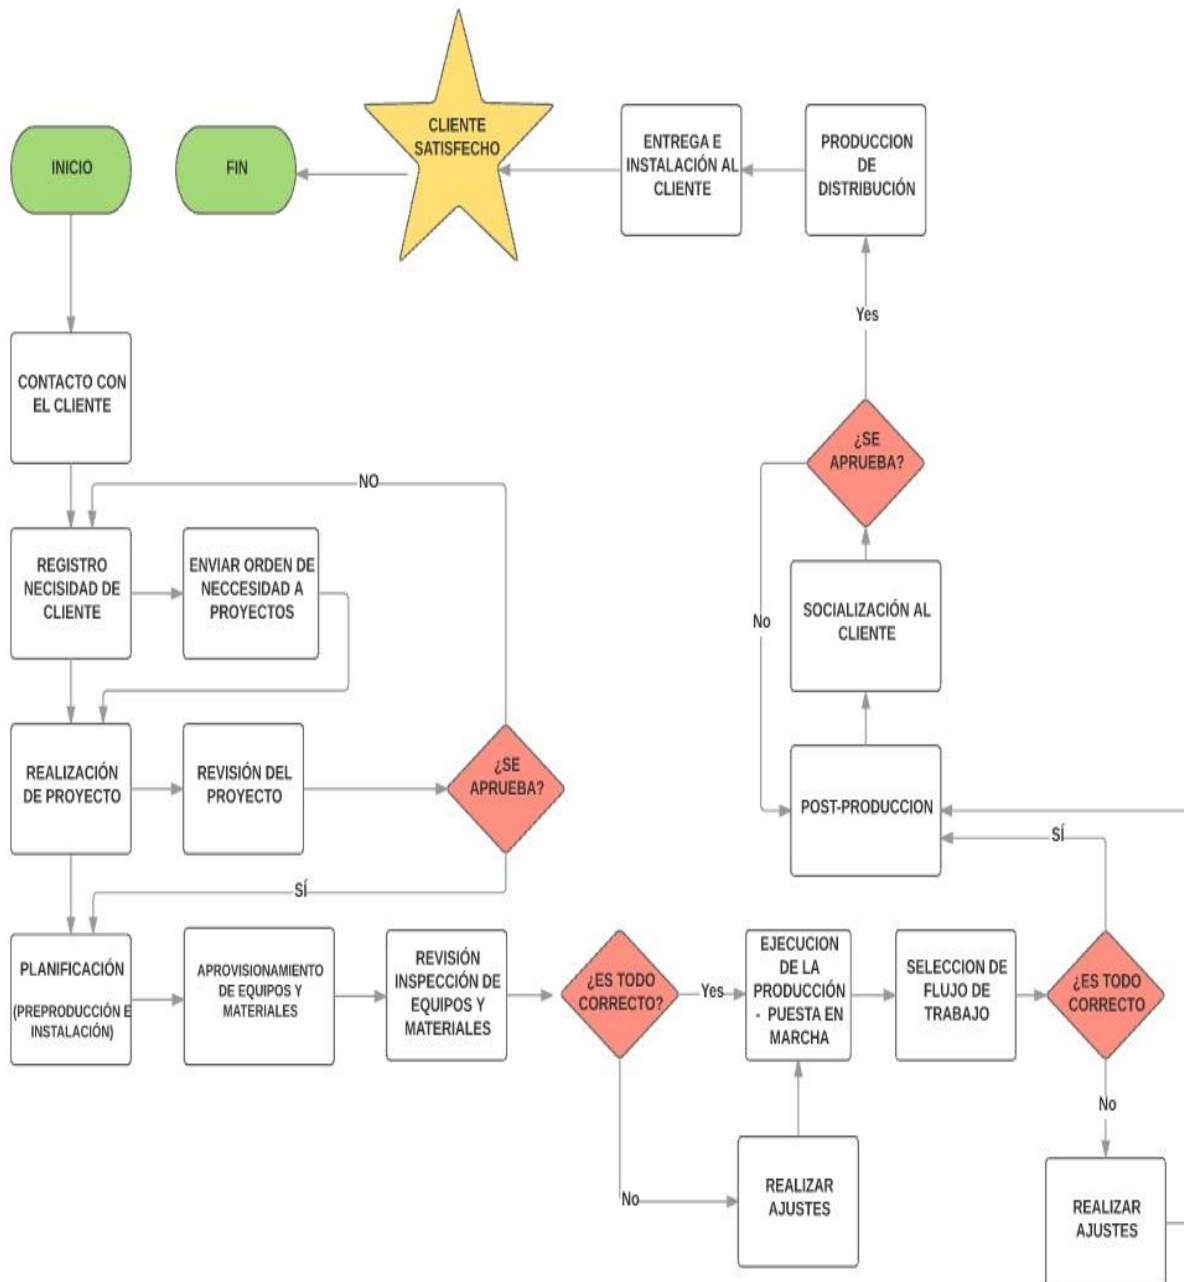 CLIENTE
SATISFECHO
INICIO
FIN
ENTREGA E
INSTALACIÓN AL
CLIENTE
PRODUCCION
DE
DISTRIBUCIÓN
Yes
CONTACTO CON
EL CLIENTE
¿SE
APRUEBA?
NO
REGISTRO
NECISIDAD DE
CLIENTE
ENVIAR ORDEN DE
NECCESIDAD A
PROYECTOS
No
SOCIALIZACIÓN AL
CLIENTE
REALIZACIÓN
DE PROYECTO
REVISIÓN DEL
PROYECTO
¿SE
APRUEBA?
POST-PRODUCCION
SÍ
SÍ
PLANIFICACIÓN
(PREPRODUCCIÓN E
INSTALACIÓN)
APROVISIONAMIENTO
DE EQUIPOS Y
MATERIALES
REVISIÓN
INSPECCIÓN DE
EQUIPOS Y
MATERIALES
¿ES TODO
CORRECTO?
Yes
EJECUCION
DE LA
PRODUCCIÓN
- PUESTA EN
MARCHA
SELECCION DE
FLUJO DE
TRABAJO
¿ES TODO
CORRECTO
No
No
REALIZAR
AJUSTES
REALIZAR
AJUSTES